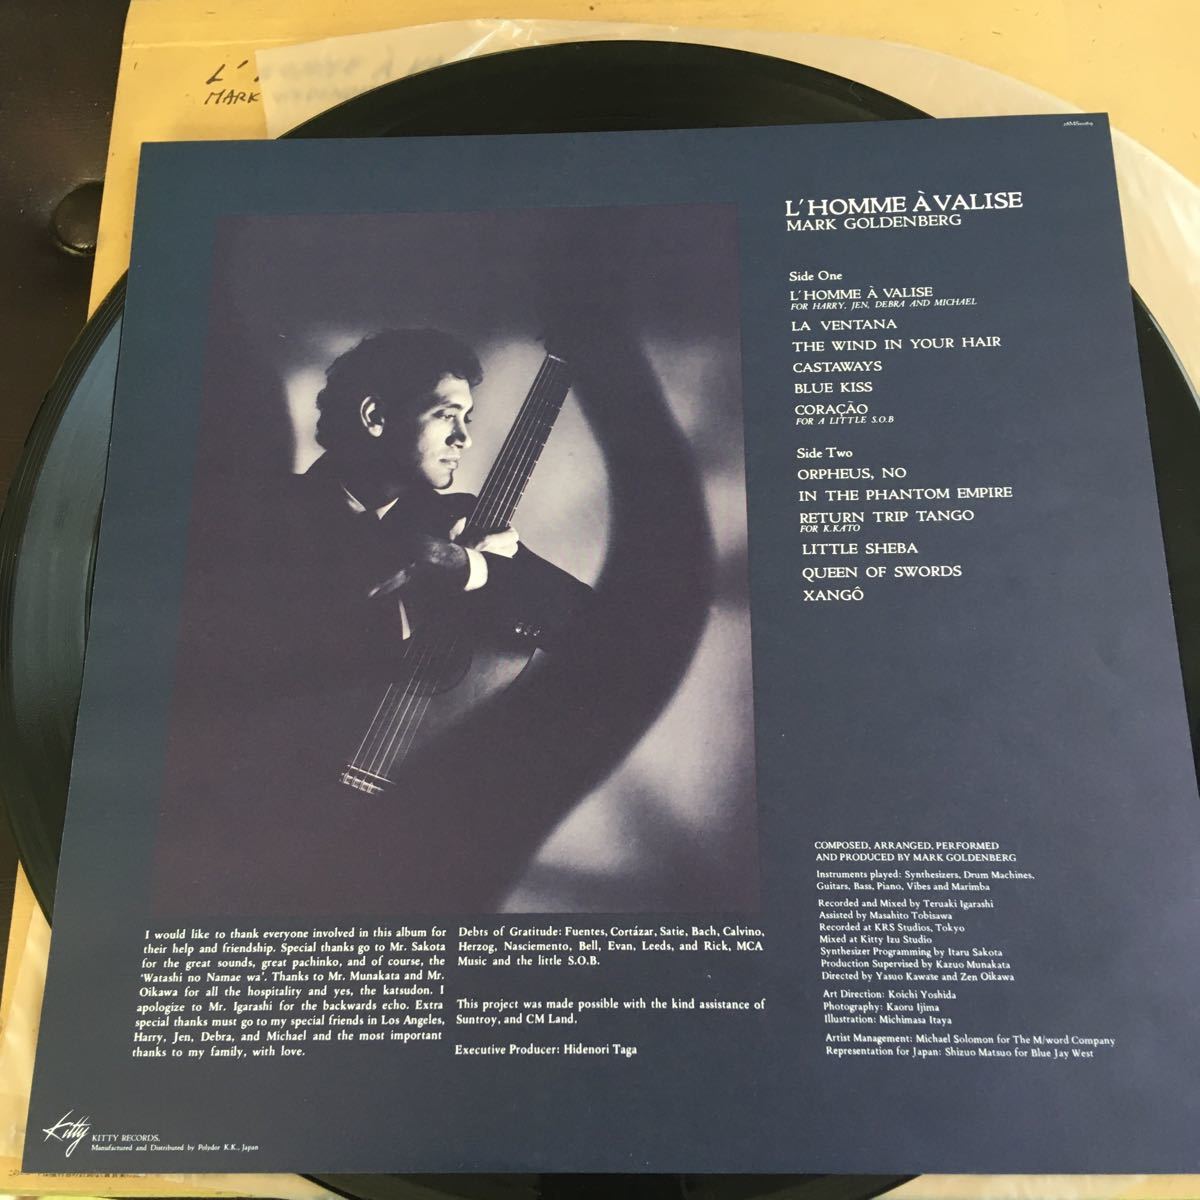 L'
MARK
L'HOMME À VALISE
MARK GOLDENBERG
Side One
L'HOMME À VALISE
FOR HARRY, JEN, DEBRA AND MICHAEL
LA VENTANA
THE WIND IN YOUR HAIR
CASTAWAYS
BLUE KISS
CORAÇÃO
FOR A LITTLE S.O.B
Side Two
ORPHEUS, NO
IN THE PHANTOM EMPIRE
RETURN TRIP TANGO
FOR K.KATO
LITTLE SHEBA
QUEEN OF SWORDS
XANGÔ
COMPOSED, ARRANGED, PERFORMED
AND PRODUCED BY MARK GOLDENBERG
Instruments played: Synthesizers, Drum Machines,
Guitars, Bass, Piano, Vibes and Marimba
Recorded and Mixed by Teruaki Igarashi
Assisted by Masahito Tobisawa
Recorded at KRS Studios, Tokyo
Mixed at Kitty Izu Studio
Synthesizer Programming by Itaru Sakota
Production Supervised by Kazuo Munakata
Directed by Yasuo Kawase and Zen Oikawa
Art Direction: Koichi Yoshida
Photography: Kaoru Ijima
Illustration: Michimasa Itaya
Artist Management: Michael Solomon for The M/word Company
Representation for Japan: Shizuo Matsuo for Blue Jay West
I would like to thank everyone involved in this album for
their help and friendship. Special thanks go to Mr. Sakota
for the great sounds, great pachinko, and of course, the
'Watashi no Namae wa'. Thanks to Mr. Munakata and Mr.
Oikawa for all the hospitality and yes, the katsudon. I
apologize to Mr. Igarashi for the backwards echo. Extra
special thanks must go to my special friends in Los Angeles,
Harry, Jen, Debra, and Michael and the most important
thanks to my family, with love.
Debts of Gratitude: Fuentes, Cortázar, Satie, Bach, Calvino,
Herzog, Nasciemento, Bell, Evan, Leeds, and Rick, MCA
Music and the little S.O.B.
This project was made possible with the kind assistance of
Suntroy, and CM Land.
Executive Producer: Hidenori Taga
Kitty KITTY RECORDS,
Manufactured and Distributed by Polydor K.K., Japan